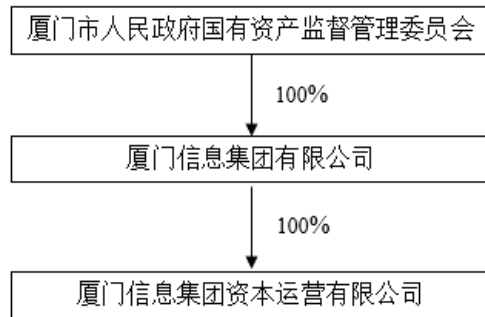 厦门市人民政府国有资产监督管理委员会
100%
厦门信息集团有限公司
100%
厦门信息集团资本运营有限公司